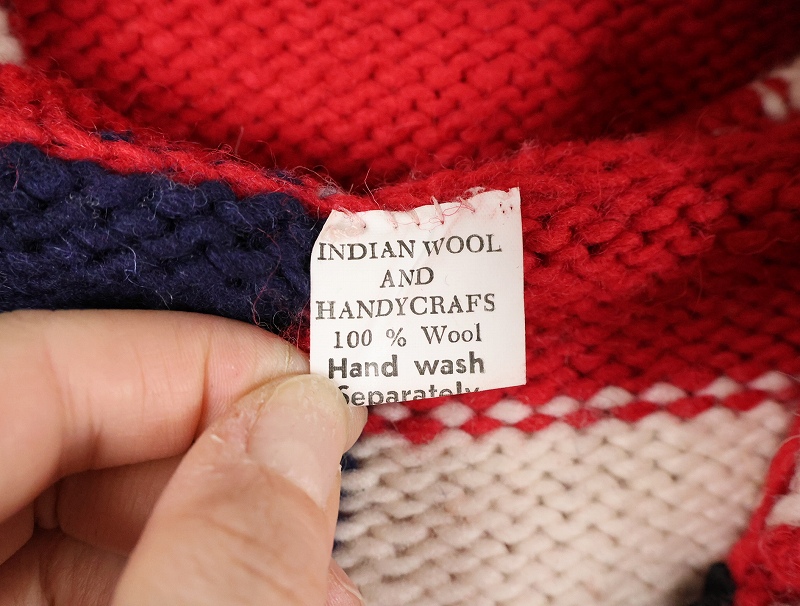 INDIAN WOOL
AND
HANDYCRAFS
100 % Wool
Hand wash
Separately